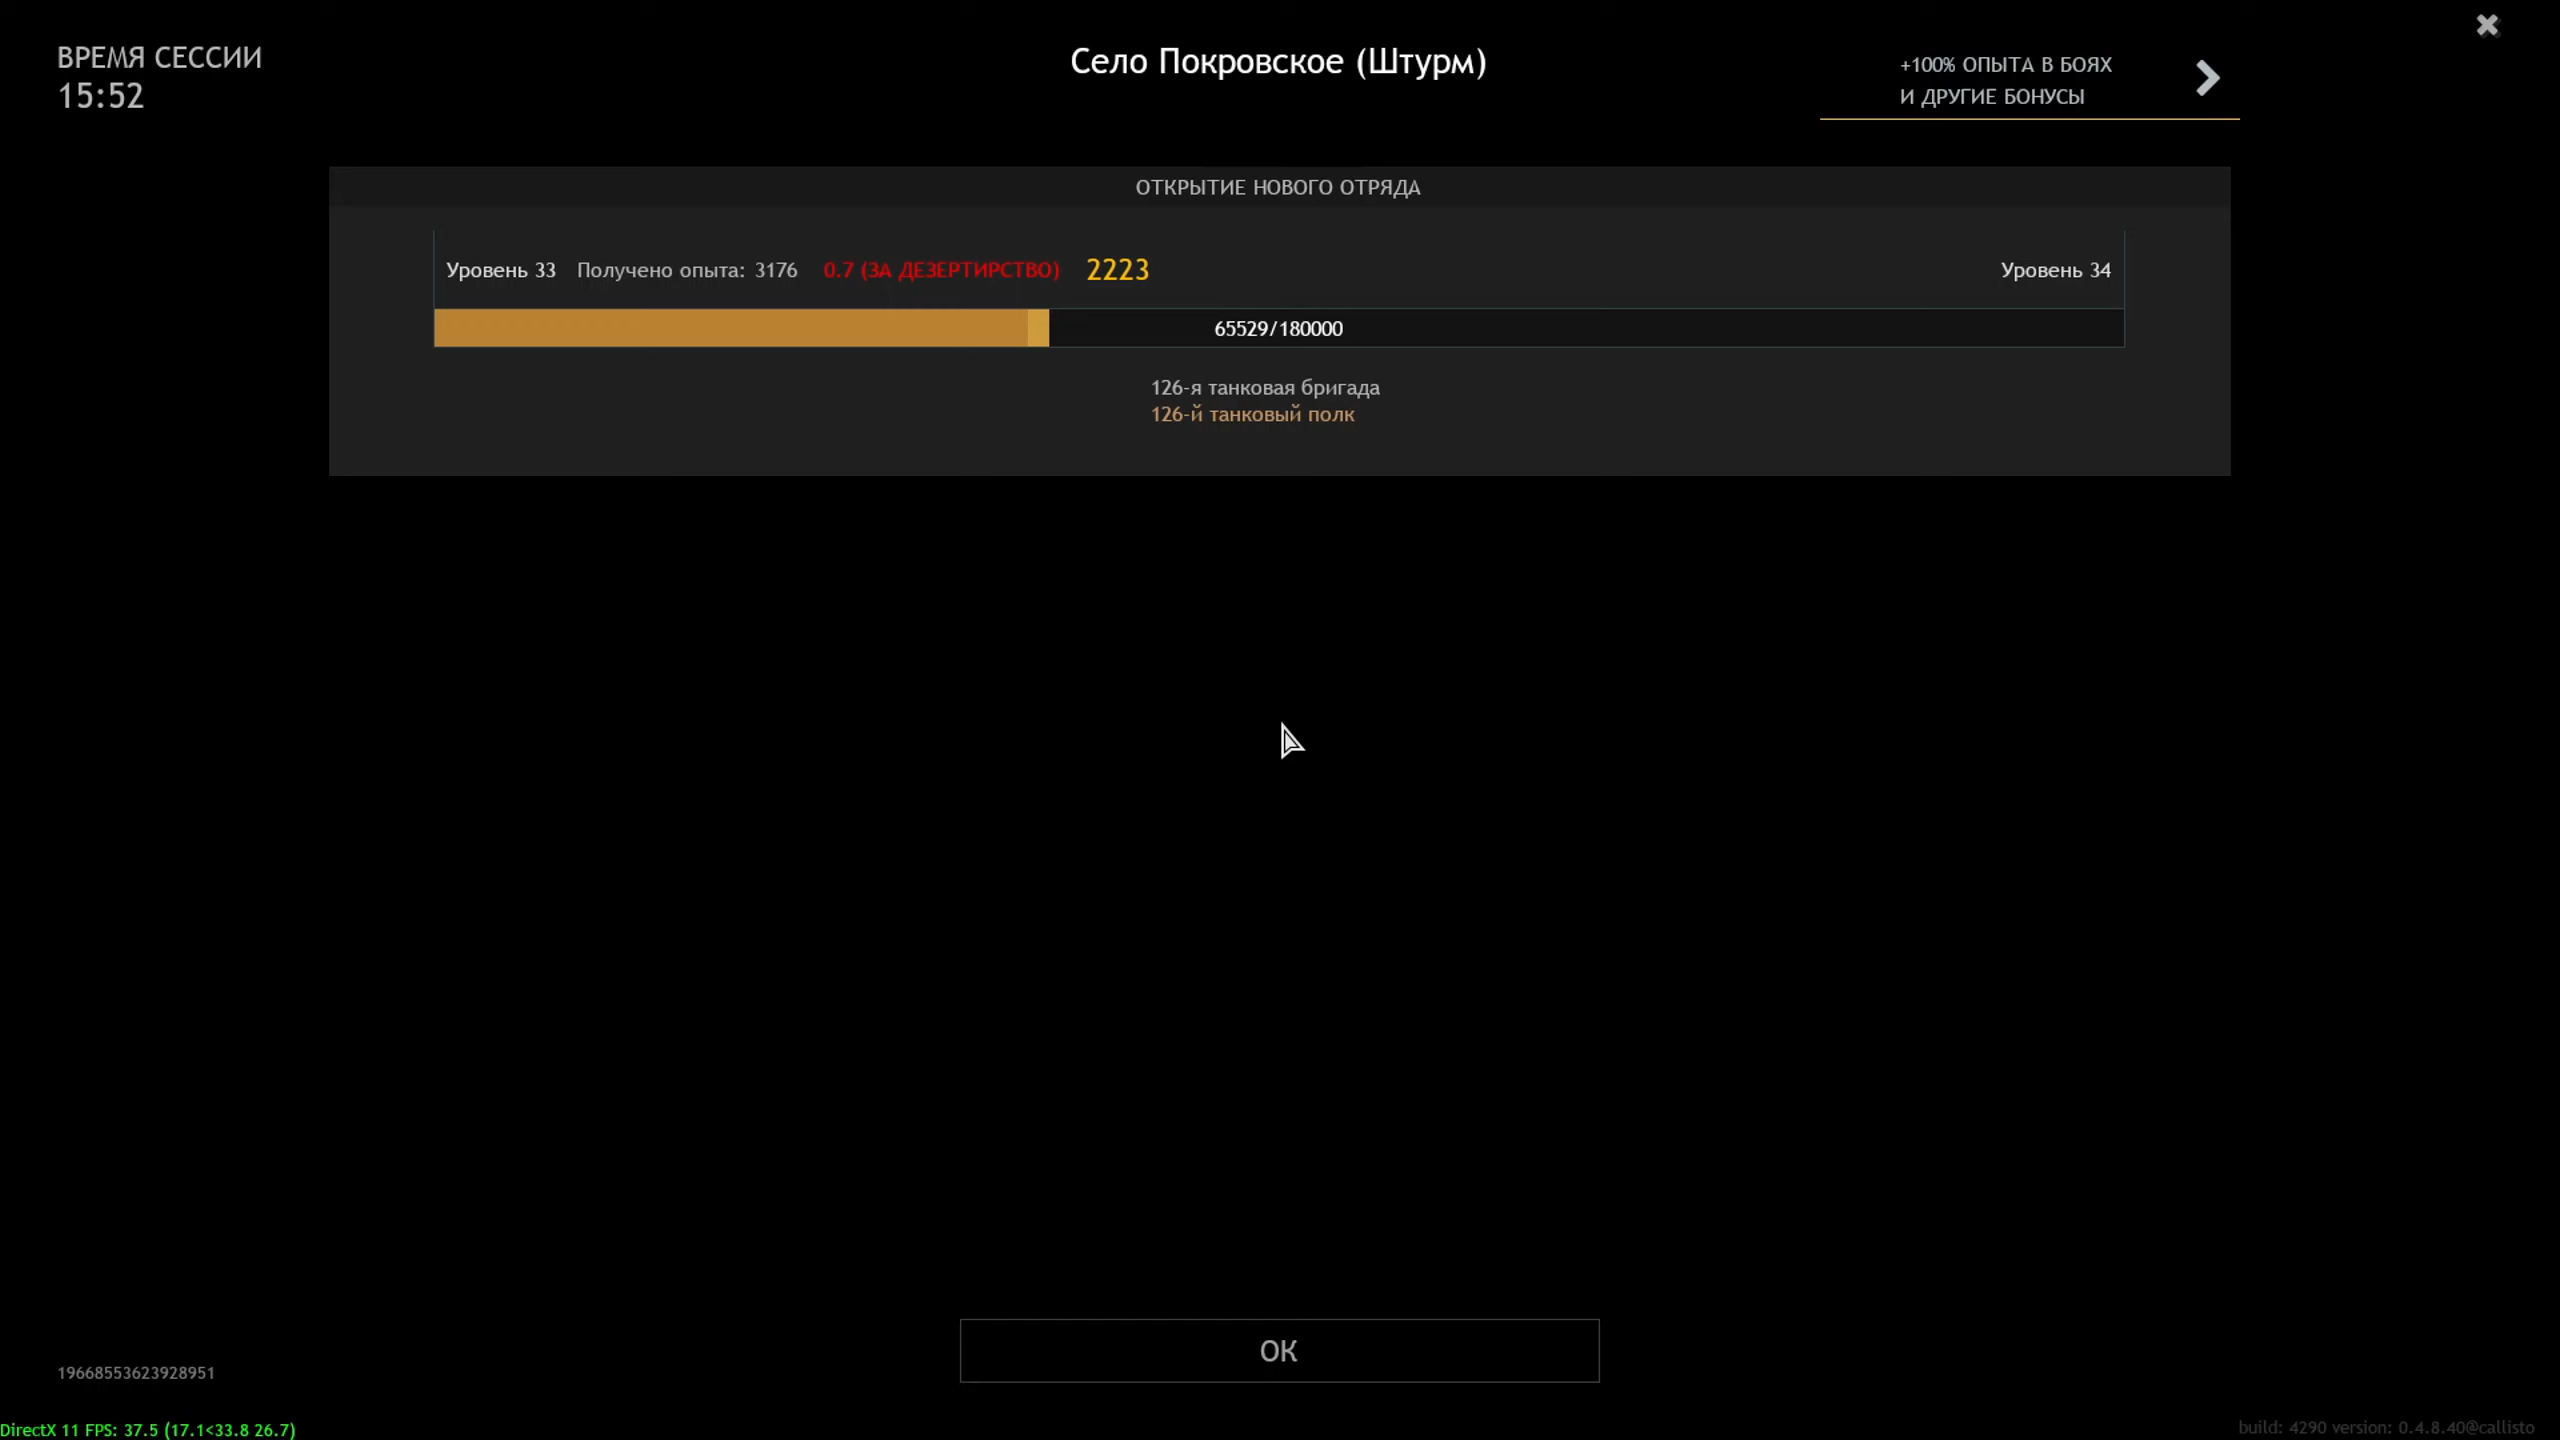 ВРЕМЯ СЕССИИ
15:52
Село Покровское (Штурм)
+100% ОПЫТА В БОЯХ
И ДРУГИЕ БОНУСЫ
ОТКРЫТИЕ НОВОГО ОТРЯДА
Уровень 33 Получено опыта: 3176 0.7 (ЗА ДЕЗЕРТИРСТВО) 2223 Уровень 34
65529/180000
126-я танковая бригада
126-й танковый полк
ОК
19668553623928951
DirectX 11 FPS: 37.5 (17.1<33.8 26.7)
build: 4290 version: 0.4.8.40@callisto